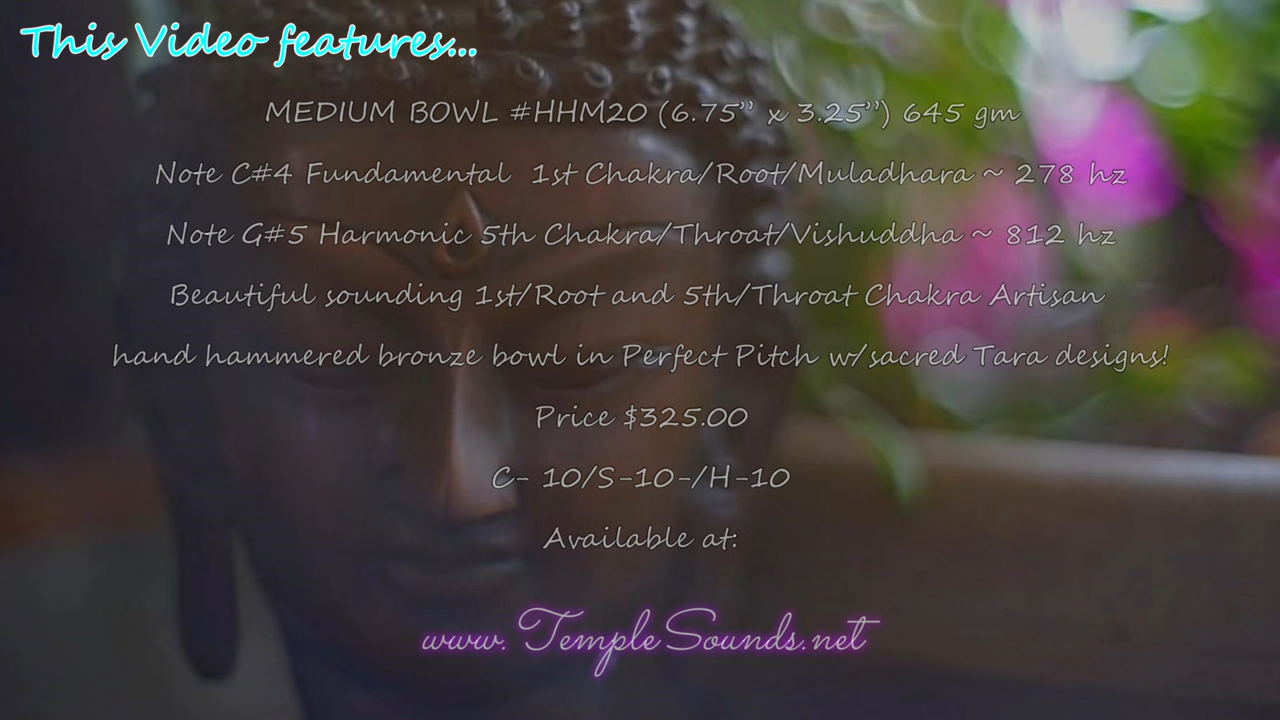 This Video features...
MEDIUM BOWL #HHM20 (6.75” x 3.25”) 645 gm
Note C#4 Fundamental  1st Chakra/Root/Muladhara ~ 278 hz
Note G#5 Harmonic 5th Chakra/Throat/Vishuddha ~ 812 hz
Beautiful sounding 1st/Root and 5th/Throat Chakra Artisan
hand hammered bronze bowl in Perfect Pitch w/sacred Tara designs!
Price $325.00
C- 10/S-10-/H-10
Available at:
www.TempleSounds.net